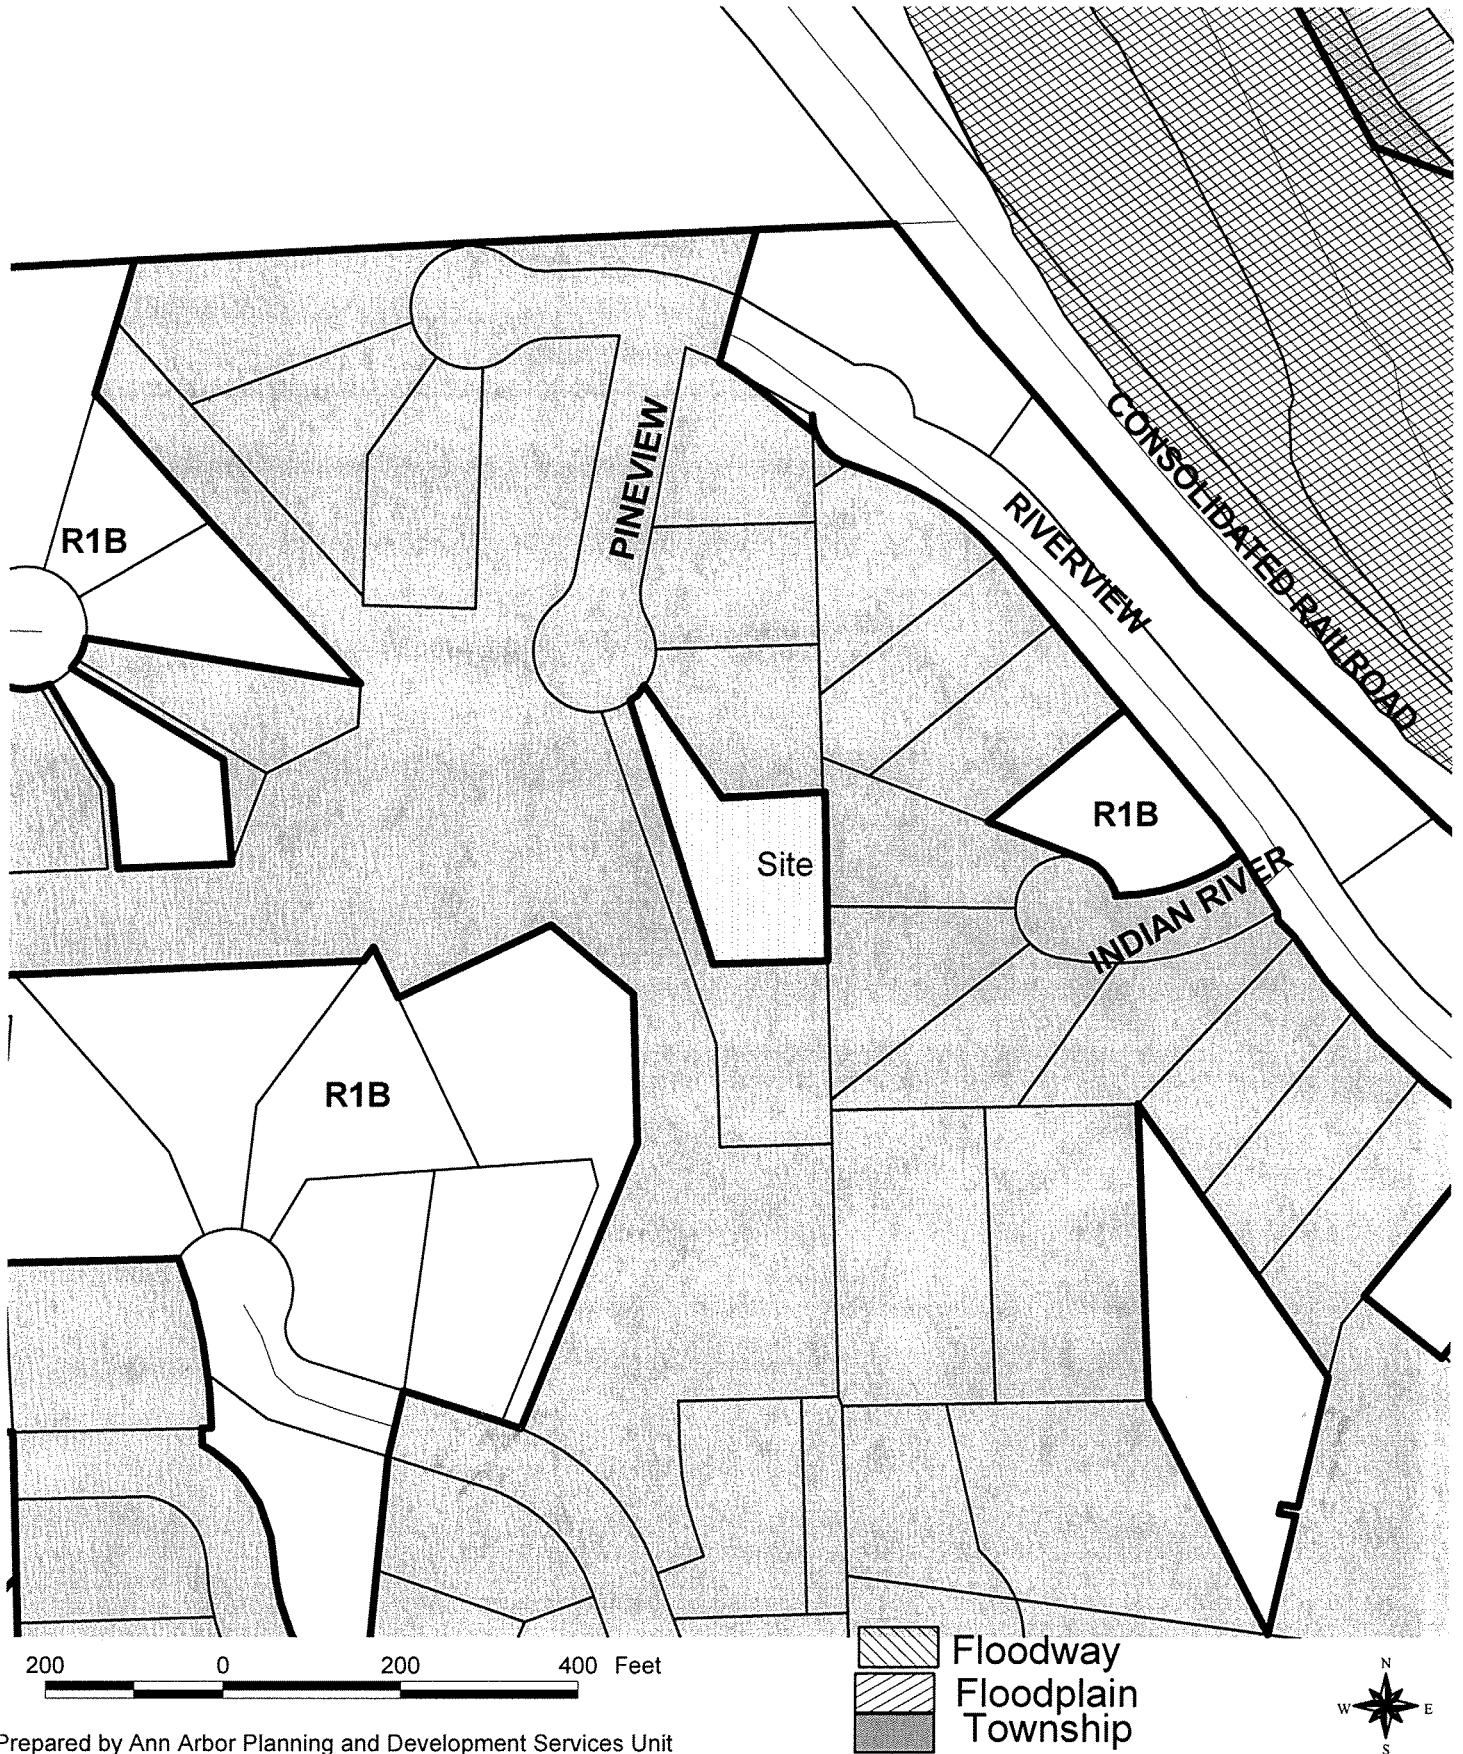 CONSOLIDATED RAILROAD
PINEVIEW
RIVERVIEW
R1B
R1B
Site
INDIAN RIVER
R1B
200 0 200 400 Feet
Floodway
Floodplain
Township
N
W E
S
Prepared by Ann Arbor Planning and Development Services Unit